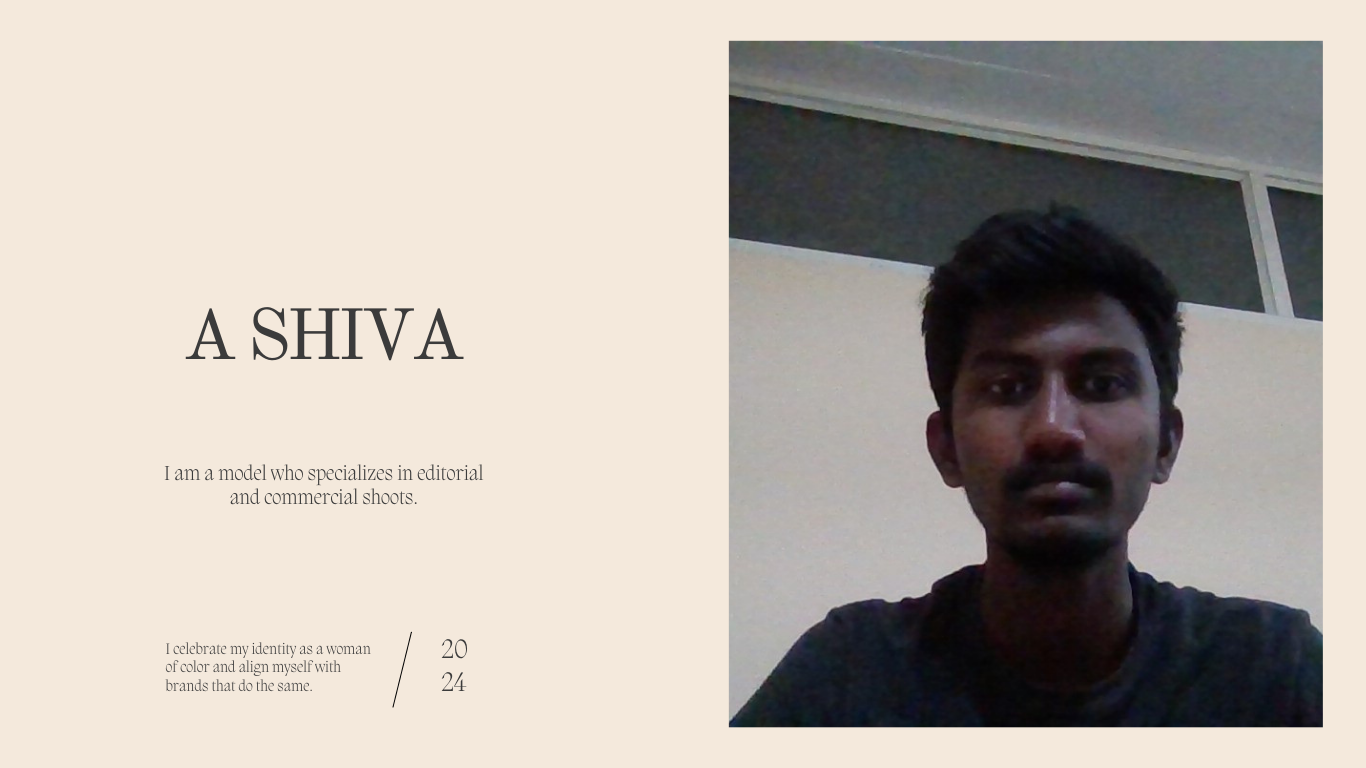 A SHIVA
I am a model who specializes in editorial
and commercial shoots.
I celebrate my identity as a woman
of color and align myself with
brands that do the same.
20
24